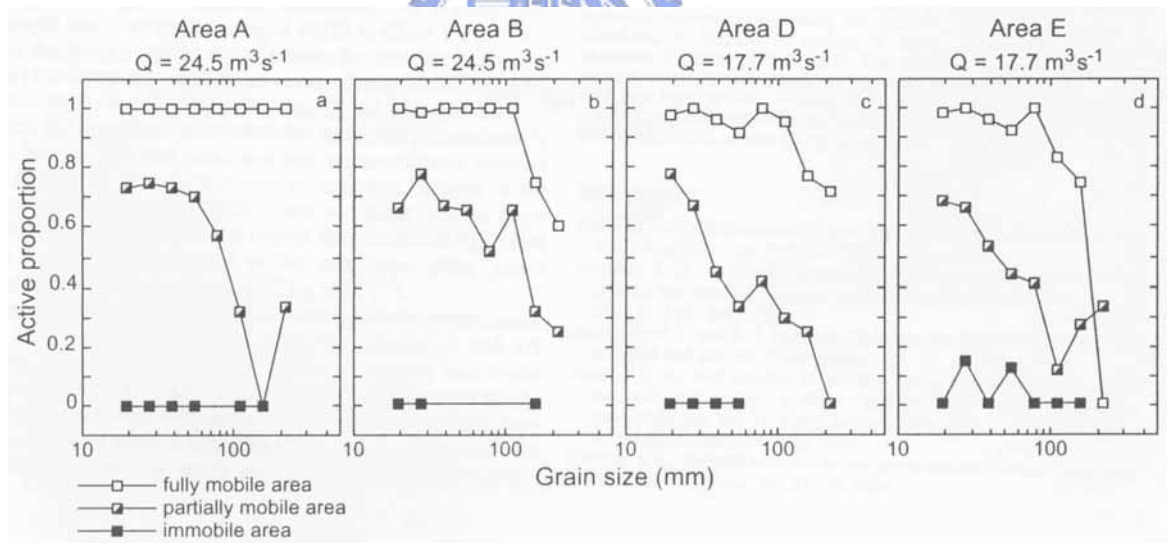 Area A
Q = 24.5 m³s⁻¹
a
Area B
Q = 24.5 m³s⁻¹
b
Area D
Q = 17.7 m³s⁻¹
c
Area E
Q = 17.7 m³s⁻¹
d
Active proportion
1
0.8
0.6
0.4
0.2
0
10 100
10 100
10 100
10 100
Grain size (mm)
fully mobile area
partially mobile area
immobile area